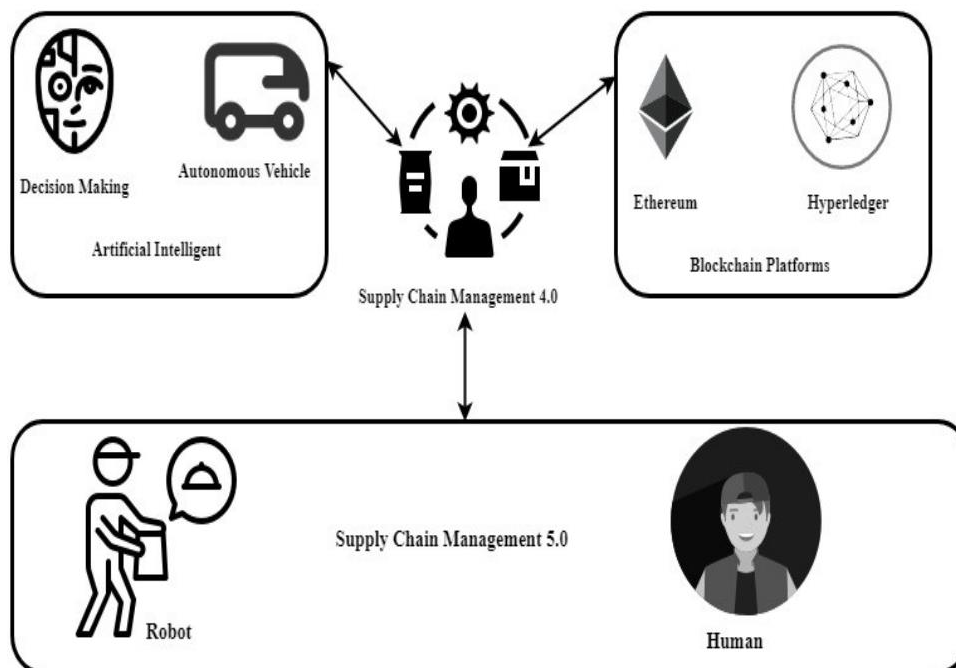 Decision Making
Autonomous Vehicle
Artificial Intelligent
Supply Chain Management 4.0
Ethereum
Hyperledger
Blockchain Platforms
Robot
Supply Chain Management 5.0
Human